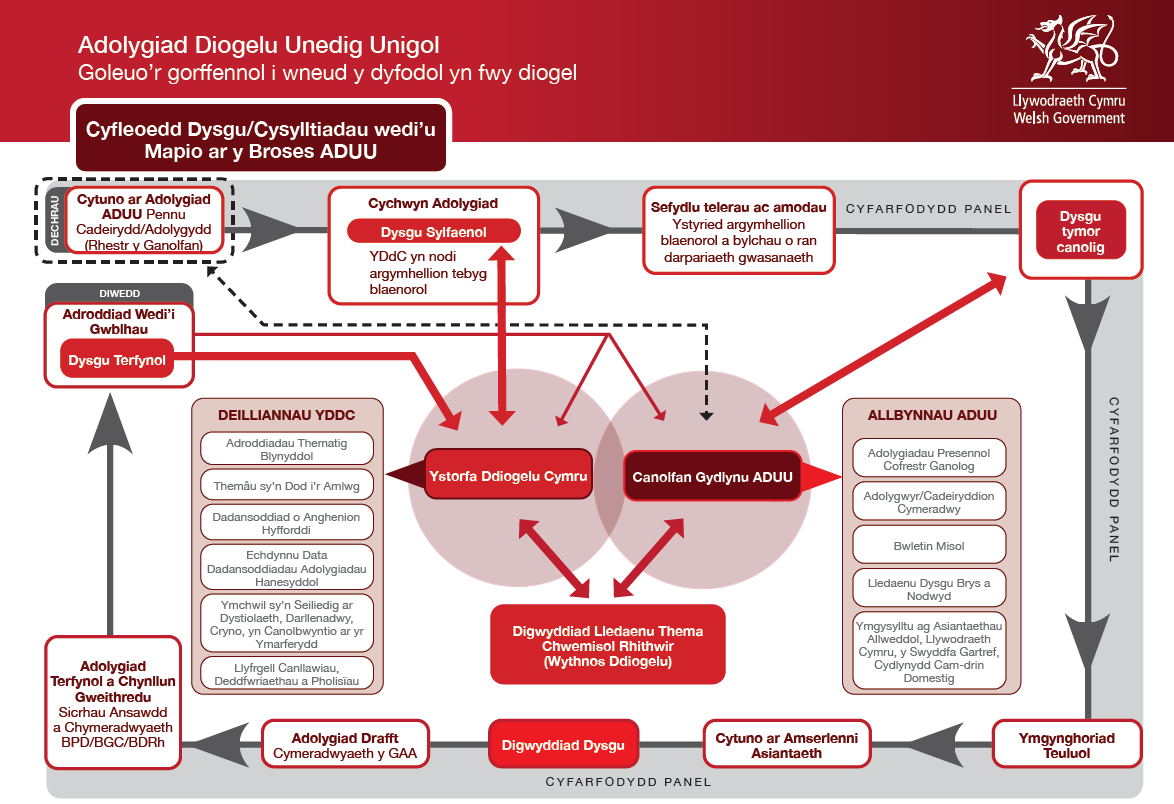 Adolygiad Diogelu Unedig Unigol
Goleuo'r gorffennol i wneud y dyfodol yn fwy diogel
Llywodraeth Cymru
Welsh Government
Cyfleoedd Dysgu/Cysylltiadau wedi'u
Mapio ar y Broses ADUU
DECHRAU
Cytuno ar Adolygiad
ADUU Pennu
Cadeirydd/Adolygydd
(Rhestr y Ganolfan)
Cychwyn Adolygiad
Dysgu Sylfaenol
YDdC yn nodi
argymhellion tebyg
blaenorol
Sefydlu telerau ac amodau
Ystyried argymhellion
blaenorol a bylchau o ran
darpariaeth gwasanaeth
CYFARFODYDD PANEL
Dysgu
tymor
canolig
DIWEDD
Adroddiad Wedi'i
Gwblhau
Dysgu Terfynol
DEILLIANNAU YDDC
Adroddiadau Thematig
Blynyddol
Themâu sy'n Dod i'r Amlwg
Dadansoddiad o Anghenion
Hyfforddi
Echdynnu Data
Dadansoddiadau Adolygiadau
Hanesyddol
Ymchwil sy'n Seiliedig ar
Dystiolaeth, Darllenadwy,
Cryno, yn Canolbwyntio ar yr
Ymarferydd
Llyfrgell Canllawiau,
Deddfwriaethau a Pholisïau
Ystorfa Ddiogelu Cymru
Canolfan Gydlynu ADUU
Digwyddiad Lledaenu Thema
Chwemisol Rhithwir
(Wythnos Ddiogelu)
ALLBYNNAU ADUU
Adolygiadau Presennol
Cofrestr Ganolog
Adolygwyr/Cadeiryddion
Cymeradwy
Bwletin Misol
Lledaenu Dysgu Brys a
Nodwyd
Ymgysylltu ag Asiantaethau
Allweddol, Llywodraeth
Cymru, y Swyddfa Gartref,
Cydlynydd Cam-drin
Domestig
CYFARFODYDD PANEL
Ymgynghoriad
Teuluol
Cytuno ar Amserlenni
Asiantaeth
Digwyddiad Dysgu
Adolygiad Drafft
Cymeradwyaeth y GAA
Adolygiad
Terfynol a Chynllun
Gweithredu
Sicrhau Ansawdd
a Chymeradwyaeth
BPD/BGC/BDRh
CYFARFODYDD PANEL